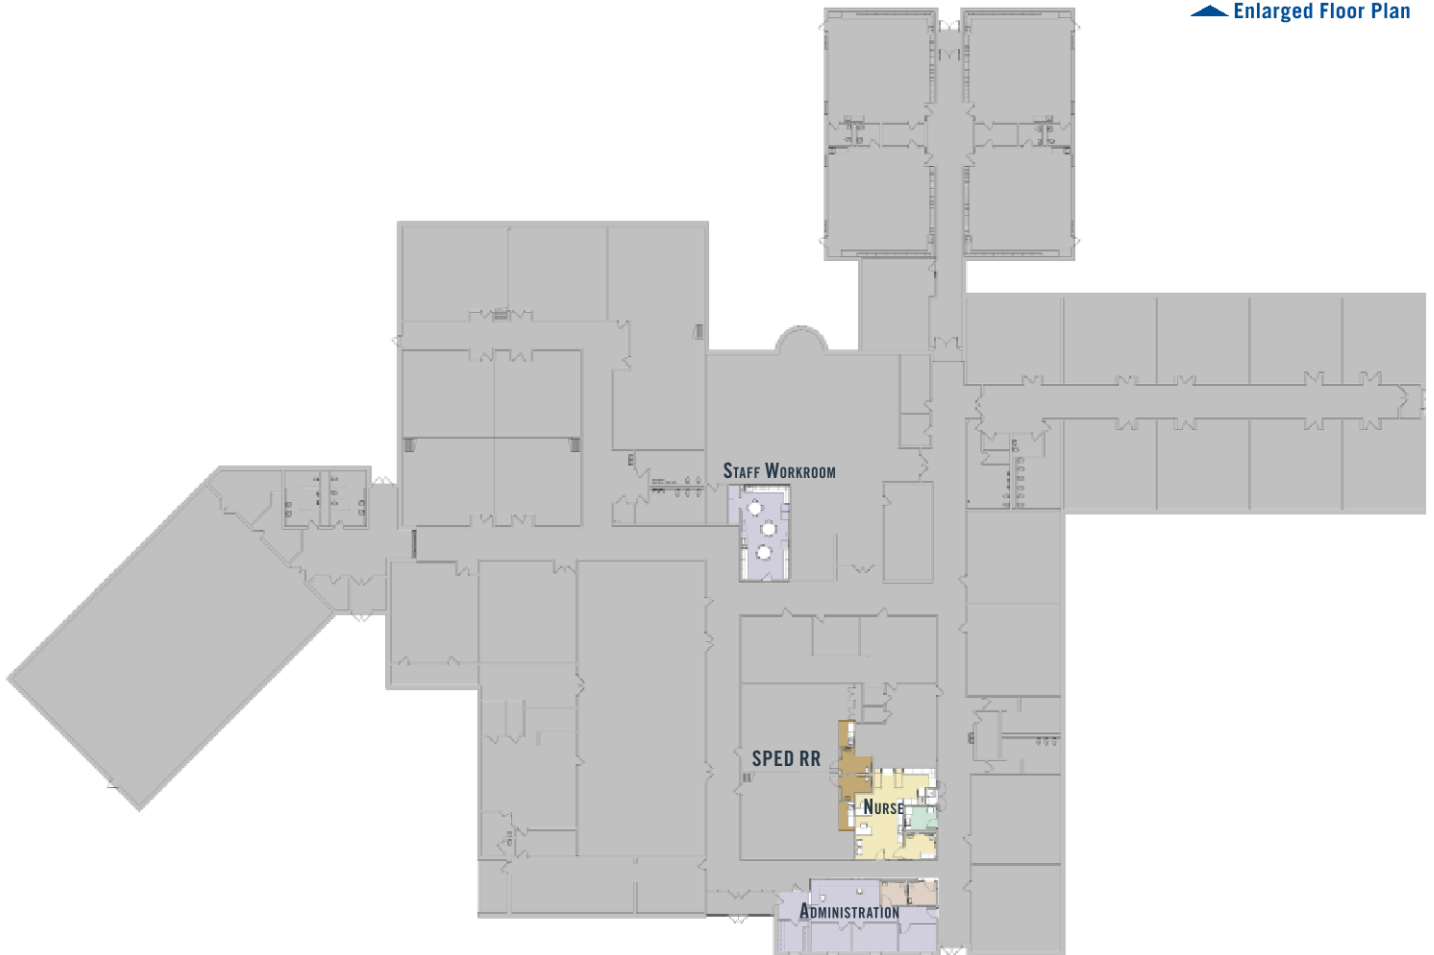 Enlarged Floor Plan
Staff Workroom
SPED RR
Nurse
Administration